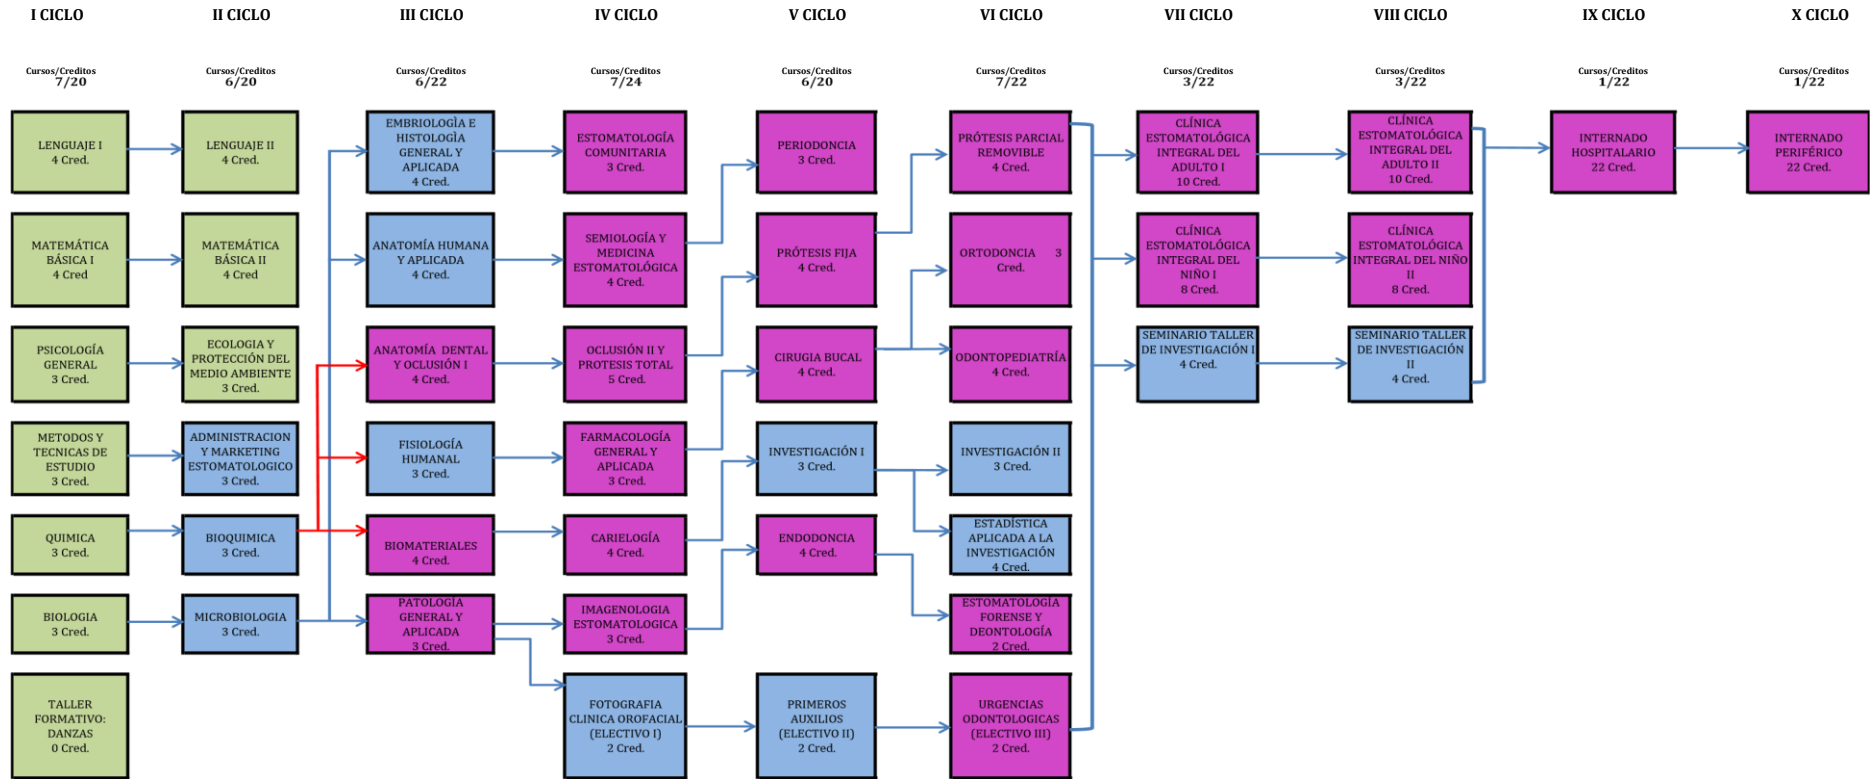 I CICLO
II CICLO
III CICLO
IV CICLO
V CICLO
VI CICLO
VII CICLO
VIII CICLO
IX CICLO
X CICLO
Cursos/Creditos
7/20
Cursos/Creditos
6/20
Cursos/Creditos
6/22
Cursos/Creditos
7/24
Cursos/Creditos
6/20
Cursos/Creditos
7/22
Cursos/Creditos
3/22
Cursos/Creditos
3/22
Cursos/Creditos
1/22
Cursos/Creditos
1/22
LENGUAJE I
4 Cred.
LENGUAJE II
4 Cred.
EMBRIOLOGÌA E
HISTOLOGÌA
GENERAL Y
APLICADA
4 Cred.
ESTOMATOLOGÍA
COMUNITARIA
3 Cred.
PERIODONCIA
3 Cred.
PRÓTESIS PARCIAL
REMOVIBLE
4 Cred.
CLÍNICA
ESTOMATOLÓGICA
INTEGRAL DEL
ADULTO I
10 Cred.
CLÍNICA
ESTOMATOLÓGICA
INTEGRAL DEL
ADULTO II
10 Cred.
INTERNADO
HOSPITALARIO
22 Cred.
INTERNADO
PERIFÉRICO
22 Cred.
MATEMÁTICA
BÁSICA I
4 Cred
MATEMÁTICA
BÁSICA II
4 Cred
ANATOMÍA HUMANA
Y APLICADA
4 Cred.
SEMIOLOGÍA Y
MEDICINA
ESTOMATOLÓGICA
4 Cred.
PRÓTESIS FIJA
4 Cred.
ORTODONCIA 3
Cred.
CLÍNICA
ESTOMATOLÓGICA
INTEGRAL DEL
NIÑO I
8 Cred.
CLÍNICA
ESTOMATOLÓGICA
INTEGRAL DEL NIÑO
II
8 Cred.
PSICOLOGÍA
GENERAL
3 Cred.
ECOLOGIA Y
PROTECCIÓN DEL
MEDIO AMBIENTE
3 Cred.
ANATOMÍA DENTAL
Y OCLUSIÓN I
4 Cred.
OCLUSIÓN II Y
PROTESIS TOTAL
5 Cred.
CIRUGIA BUCAL
4 Cred.
ODONTOPEDIATRÍA
4 Cred.
SEMINARIO TALLER
DE INVESTIGACIÓN I
4 Cred.
SEMINARIO TALLER
DE INVESTIGACIÓN
II
4 Cred.
METODOS Y
TECNICAS DE
ESTUDIO
3 Cred.
ADMINISTRACION
Y MARKETING
ESTOMATOLOGICO
3 Cred.
FISIOLOGÍA
HUMANAL
3 Cred.
FARMACOLOGÍA
GENERAL Y
APLICADA
3 Cred.
INVESTIGACIÓN I
3 Cred.
INVESTIGACIÓN II
3 Cred.
QUIMICA
3 Cred.
BIOQUIMICA
3 Cred.
BIOMATERIALES
4 Cred.
CARIELOGÍA
4 Cred.
ENDODONCIA
4 Cred.
ESTADÍSTICA
APLICADA A LA
INVESTIGACIÓN
4 Cred.
BIOLOGIA
3 Cred.
MICROBIOLOGIA
3 Cred.
PATOLOGÍA
GENERAL Y
APLICADA
3 Cred.
IMAGENOLOGIA
ESTOMATOLOGICA
3 Cred.
ESTOMATOLOGÍA
FORENSE Y
DEONTOLOGÍA
2 Cred.
TALLER
FORMATIVO:
DANZAS
0 Cred.
FOTOGRAFIA
CLINICA OROFACIAL
(ELECTIVO I)
2 Cred.
PRIMEROS
AUXILIOS
(ELECTIVO II)
2 Cred.
URGENCIAS
ODONTOLOGICAS
(ELECTIVO III)
2 Cred.